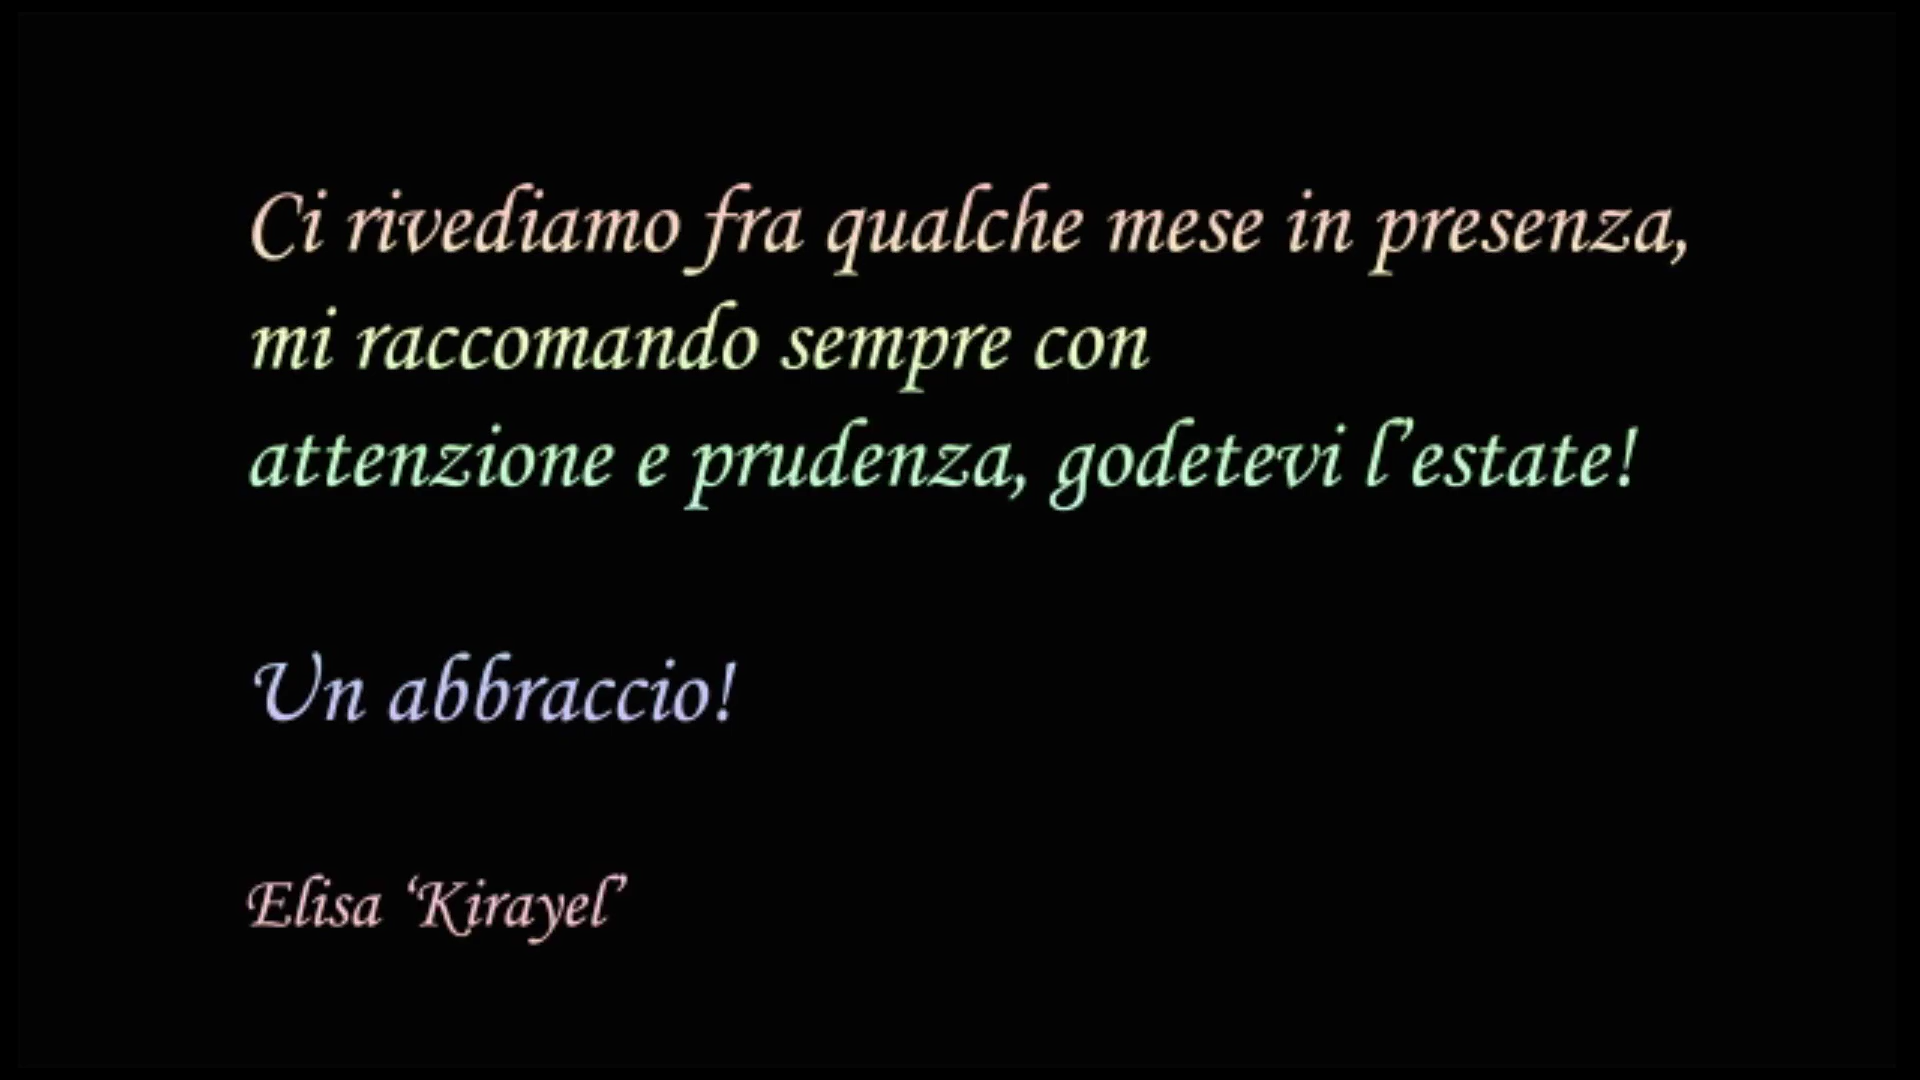 Ci rivediamo fra qualche mese in presenza,
mi raccomando sempre con
attenzione e prudenza, godetevi l’estate!
Un abbraccio!
Elisa ‘Kirayel’